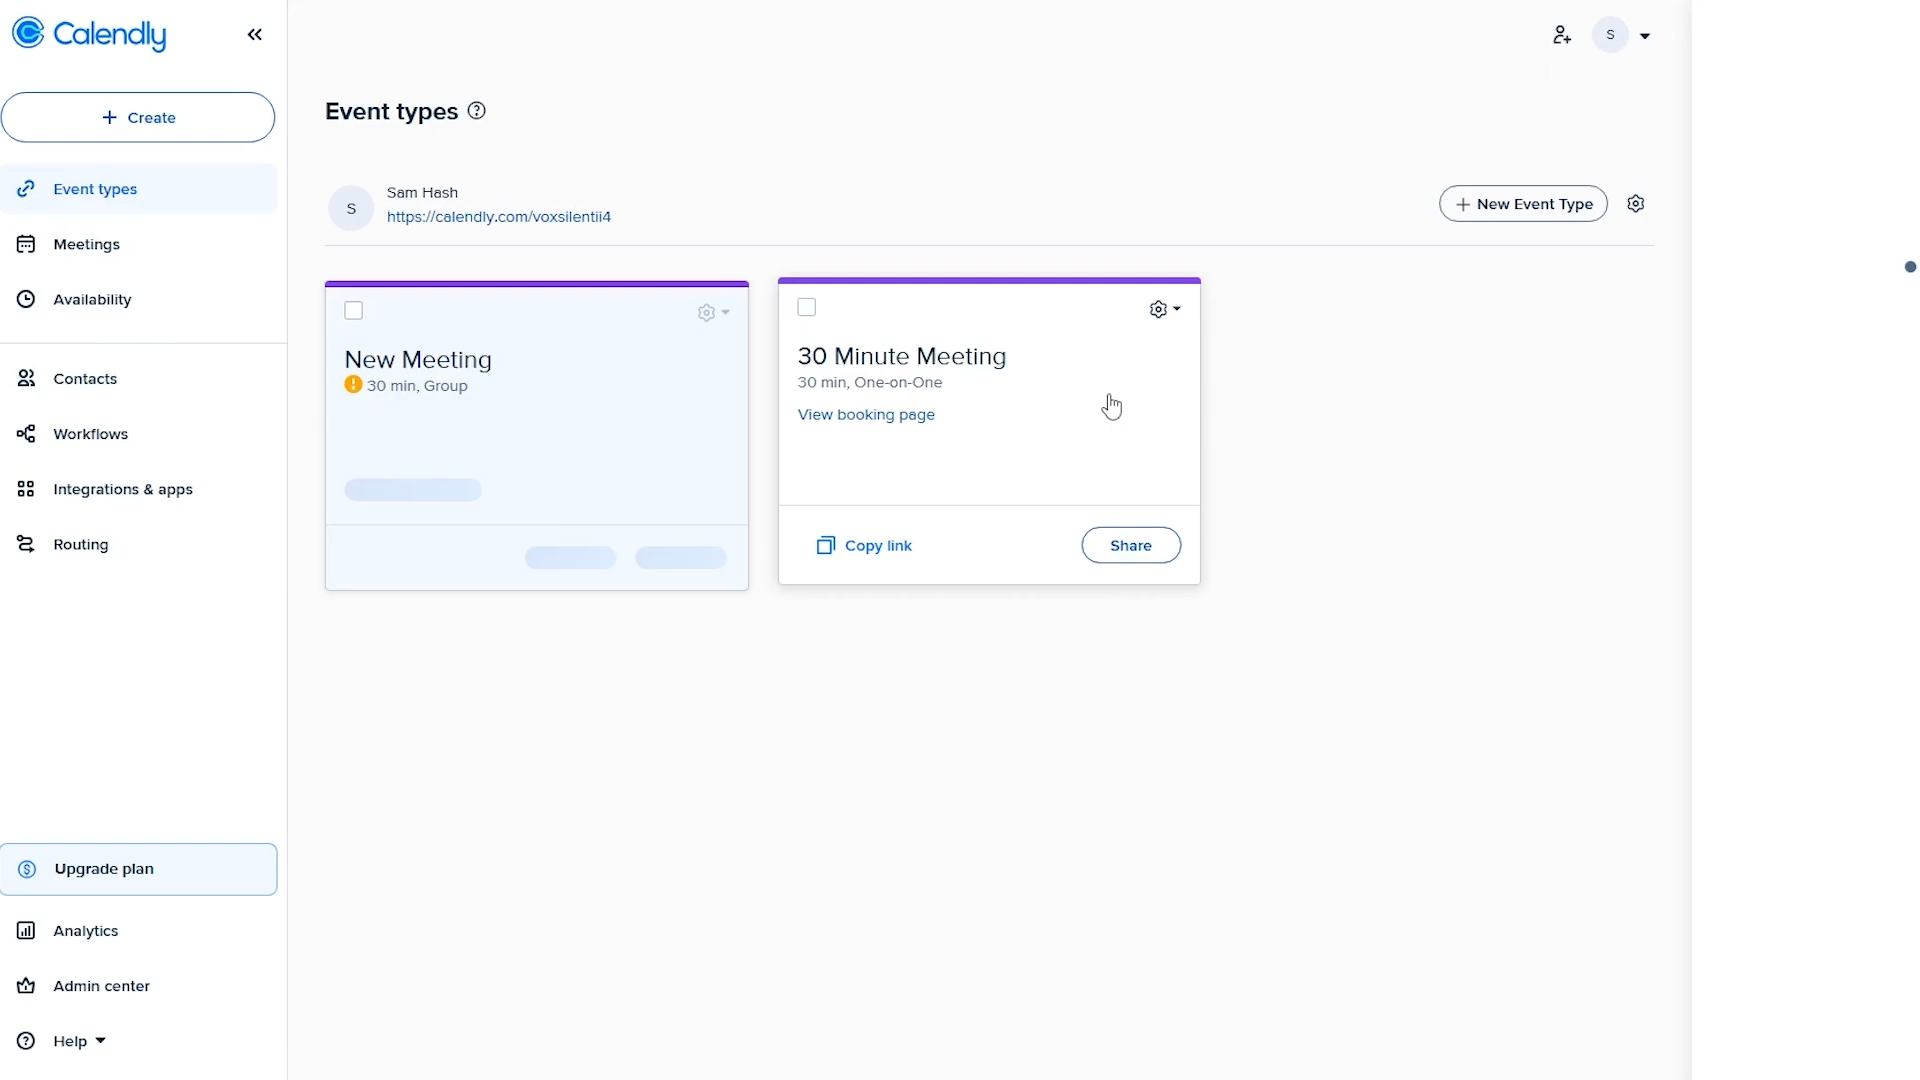 Calendly
+ Create
Event types
Meetings
Availability
Contacts
Workflows
Integrations & apps
Routing
Upgrade plan
Analytics
Admin center
Help
S
Event types
S
Sam Hash
https://calendly.com/voxsilentii4
+ New Event Type
New Meeting
30 min, Group
30 Minute Meeting
30 min, One-on-One
View booking page
Copy link
Share